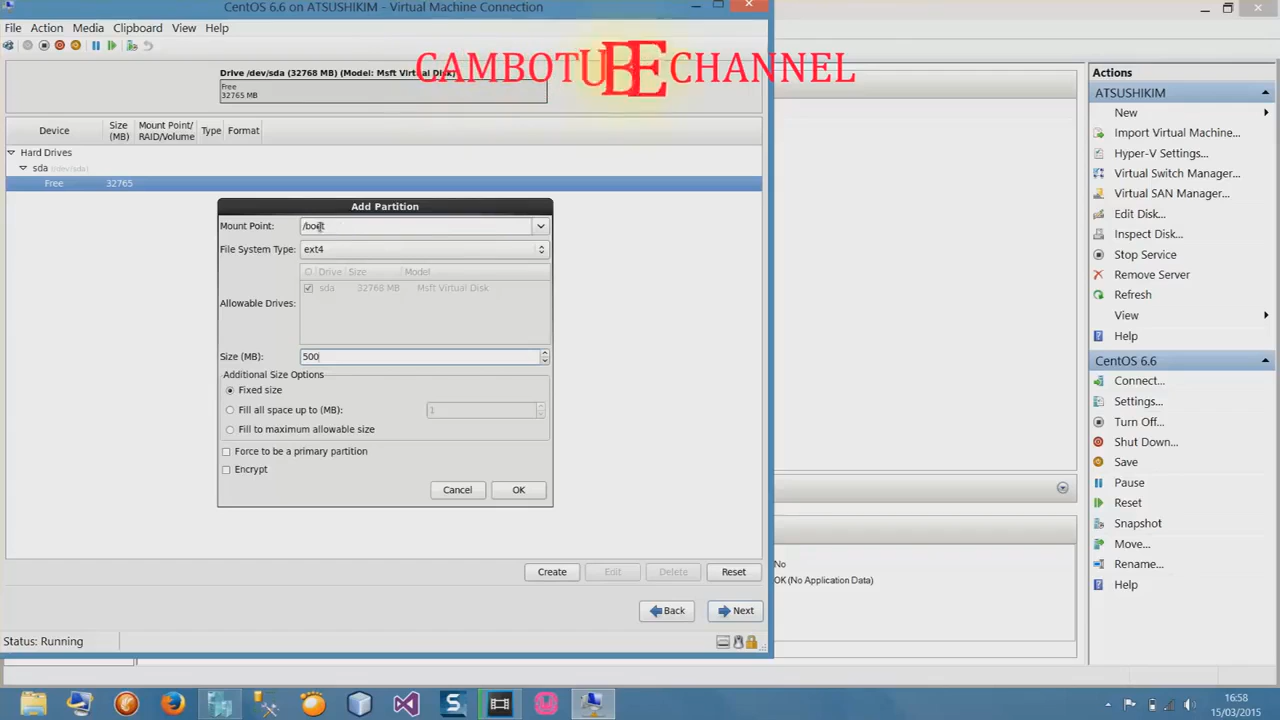 CentOS 6.6 on ATSUSHIKIM - Virtual Machine Connection
File Action Media Clipboard View Help
CAMBOTUBECHANNEL
Drive /dev/sda (32768 MB) (Model: Msft Virtual Disk)
Free
32765 MB
Device Size (MB) Mount Point/ RAID/Volume Type Format
Hard Drives
sda (/dev/sda)
Free 32765
Add Partition
Mount Point: /boot
File System Type: ext4
Allowable Drives:
Drive Size Model
sda 32768 MB Msft Virtual Disk
Size (MB): 500
Additional Size Options
Fixed size
Fill all space up to (MB): 1
Fill to maximum allowable size
Force to be a primary partition
Encrypt
Cancel OK
Create Edit Delete Reset
Back Next
Status: Running
No
OK (No Application Data)
Actions
ATSUSHIKIM
New
Import Virtual Machine...
Hyper-V Settings...
Virtual Switch Manager...
Virtual SAN Manager...
Edit Disk...
Inspect Disk...
Stop Service
Remove Server
Refresh
View
Help
CentOS 6.6
Connect...
Settings...
Turn Off...
Shut Down...
Save
Pause
Reset
Snapshot
Move...
Rename...
Help
16:58
15/03/2015